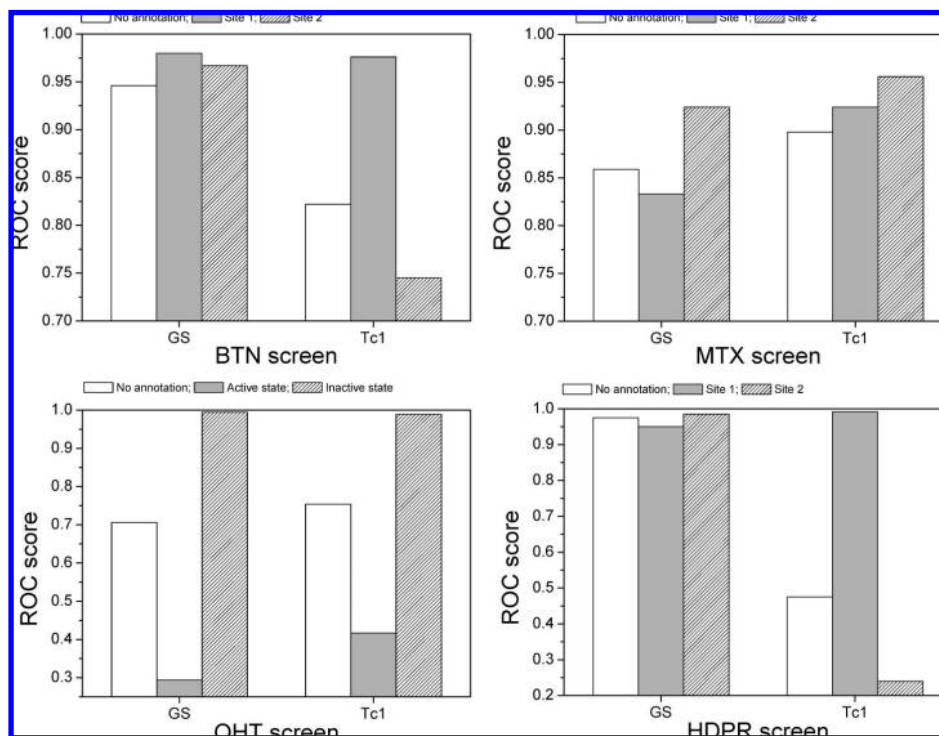 No annotation; Site 1; Site 2
1.00
0.95
0.90
0.85
0.80
0.75
0.70
ROC score
GS Tc1
BTN screen
No annotation; Site 1; Site 2
1.00
0.95
0.90
0.85
0.80
0.75
0.70
ROC score
GS Tc1
MTX screen
No annotation; Active state; Inactive state
1.0
0.9
0.8
0.7
0.6
0.5
0.4
0.3
ROC score
GS Tc1
OHT screen
No annotation; Site 1; Site 2
1.0
0.9
0.8
0.7
0.6
0.5
0.4
0.3
0.2
ROC score
GS Tc1
HDPR screen